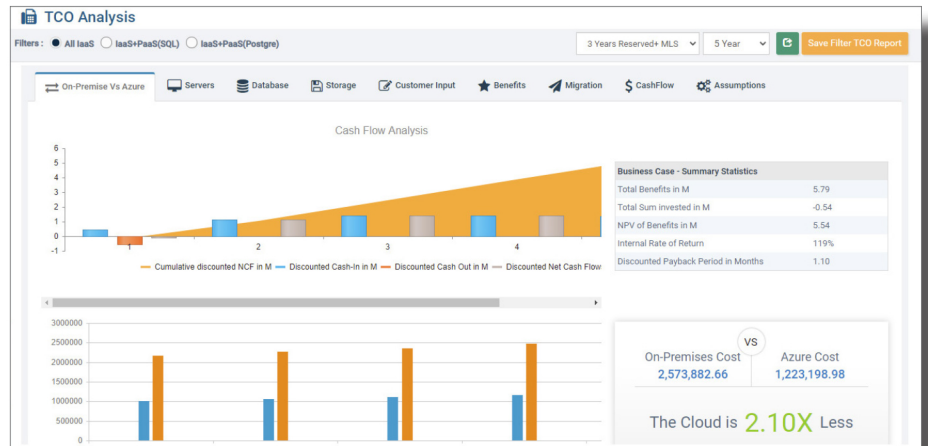 TCO Analysis
Filters : All IaaS IaaS+PaaS(SQL) IaaS+PaaS(Postgre) 3 Years Reserved+ MLS 5 Year Save Filter TCO Report
On-Premise Vs Azure Servers Database Storage Customer Input Benefits Migration CashFlow Assumptions
Cash Flow Analysis
6
5
4
3
2
1
0
-1
1 2 3 4
Cumulative discounted NCF in M Discounted Cash-In in M Discounted Cash Out in M Discounted Net Cash Flow
Business Case - Summary Statistics
Total Benefits in M 5.79
Total Sum invested in M -0.54
NPV of Benefits in M 5.54
Internal Rate of Return 119%
Discounted Payback Period in Months 1.10
3000000
2500000
2000000
1500000
1000000
500000
0
VS
On-Premises Cost Azure Cost
2,573,882.66 1,223,198.98
The Cloud is 2.10X Less